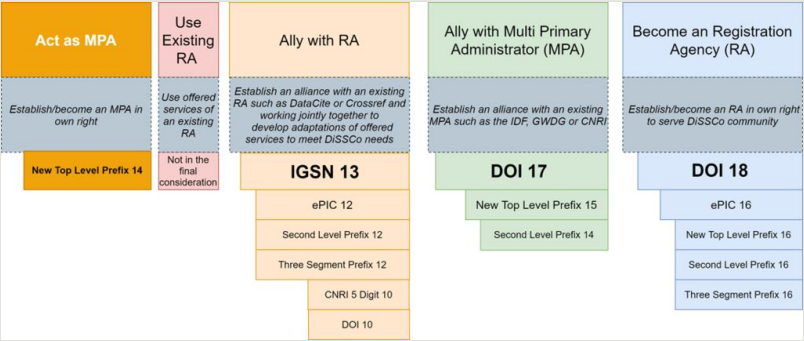 Act as MPA
Establish/become an MPA in
own right
New Top Level Prefix 14
Use
Existing
RA
Use offered
services of
an existing
RA
Not in the
final
consideration
Ally with RA
Establish an alliance with an existing
RA such as DataCite or Crossref and
working jointly together to
develop adaptations of offered
services to meet DiSSCo needs
IGSN 13
ePIC 12
Second Level Prefix 12
Three Segment Prefix 12
CNRI 5 Digit 10
DOI 10
Ally with Multi Primary
Administrator (MPA)
Establish an alliance with an existing
MPA such as the IDF, GWDG or CNRI
DOI 17
New Top Level Prefix 15
Second Level Prefix 14
Become an Registration
Agency (RA)
Establish/become an RA in own right
to serve DiSSCo community
DOI 18
ePIC 16
New Top Level Prefix 16
Second Level Prefix 16
Three Segment Prefix 16